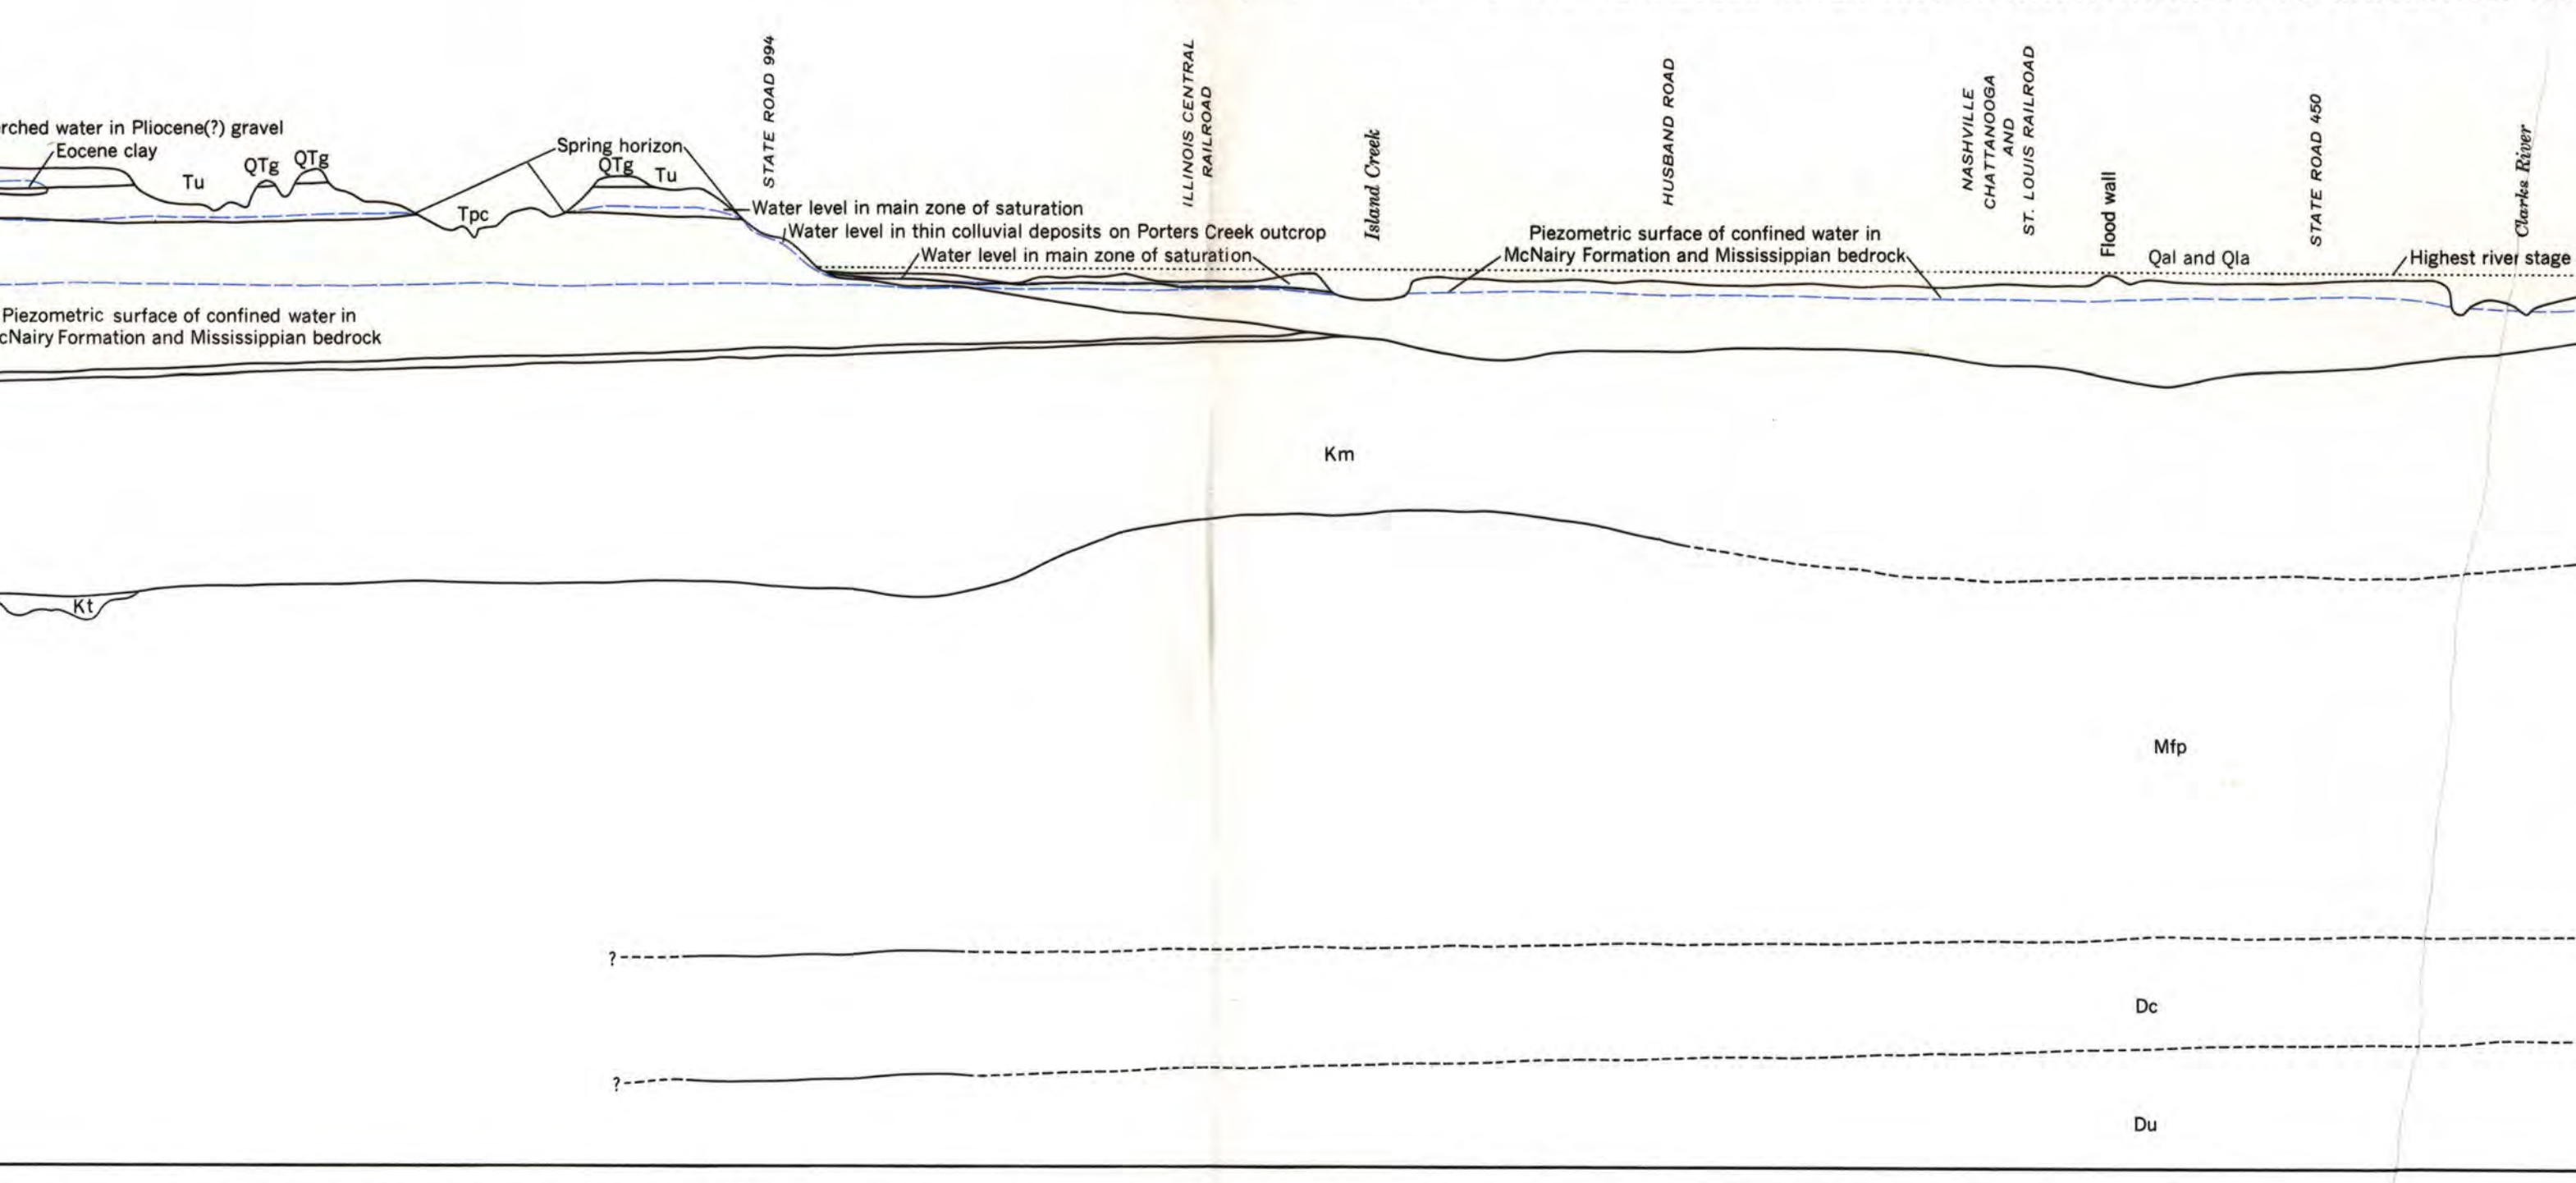 STATE ROAD 994
ILLINOIS CENTRAL
RAILROAD
Island Creek
HUSBAND ROAD
NASHVILLE
CHATTANOOGA
AND
ST. LOUIS RAILROAD
Flood wall
STATE ROAD 450
Clarks River
rched water in Pliocene(?) gravel
Eocene clay
Tu
QTg
QTg
Spring horizon
QTg
Tu
Tpc
Water level in main zone of saturation
Water level in thin colluvial deposits on Porters Creek outcrop
Water level in main zone of saturation
Piezometric surface of confined water in
McNairy Formation and Mississippian bedrock
Qal and Qla
Highest river stage
Piezometric surface of confined water in
cNairy Formation and Mississippian bedrock
Km
Kt
Mfp
?
Dc
?
Du